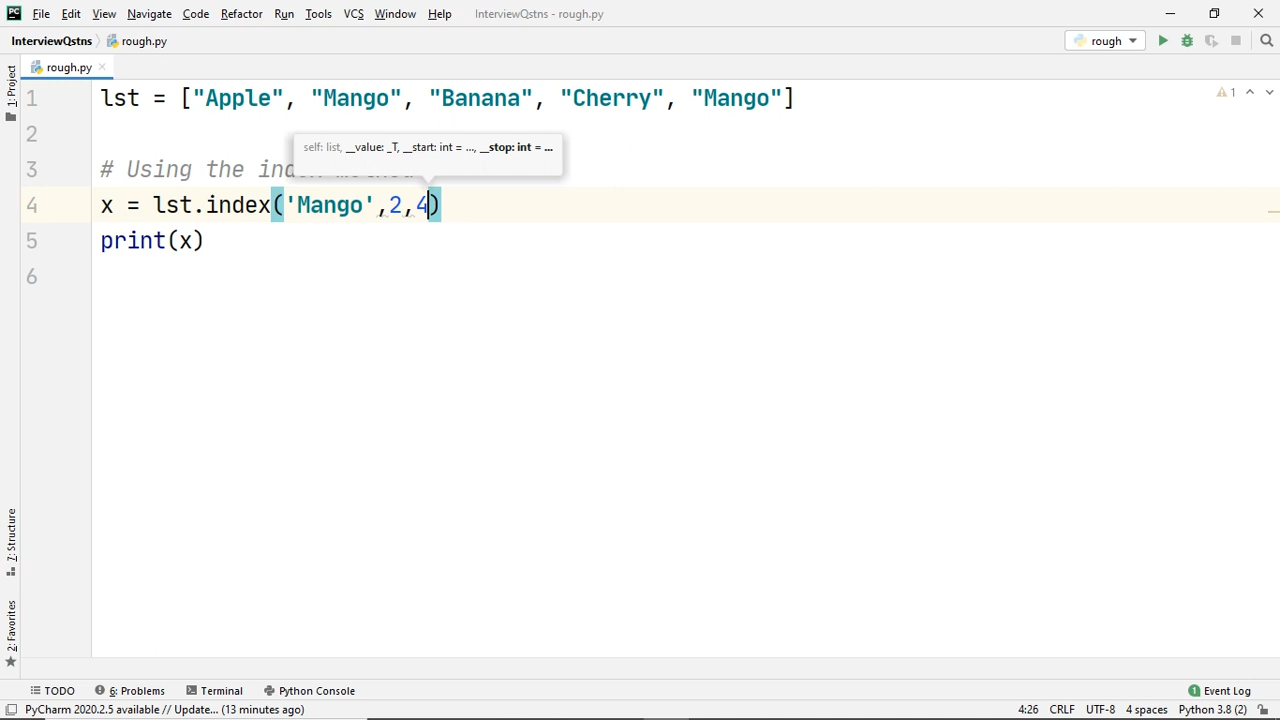 PC File Edit View Navigate Code Refactor Run Tools VCS Window Help InterviewQstns - rough.py
InterviewQstns rough.py rough
rough.py
1: Project
1 lst = ["Apple", "Mango", "Banana", "Cherry", "Mango"]
1
2
self: list, __value: _T, __start: int = ..., __stop: int = ...
3 # Using the
4 x = lst.index('Mango',2,4)
5 print(x)
6
7: Structure
2: Favorites
TODO 6: Problems Terminal Python Console 1 Event Log
PyCharm 2020.2.5 available // Update... (13 minutes ago) 4:26 CRLF UTF-8 4 spaces Python 3.8 (2)